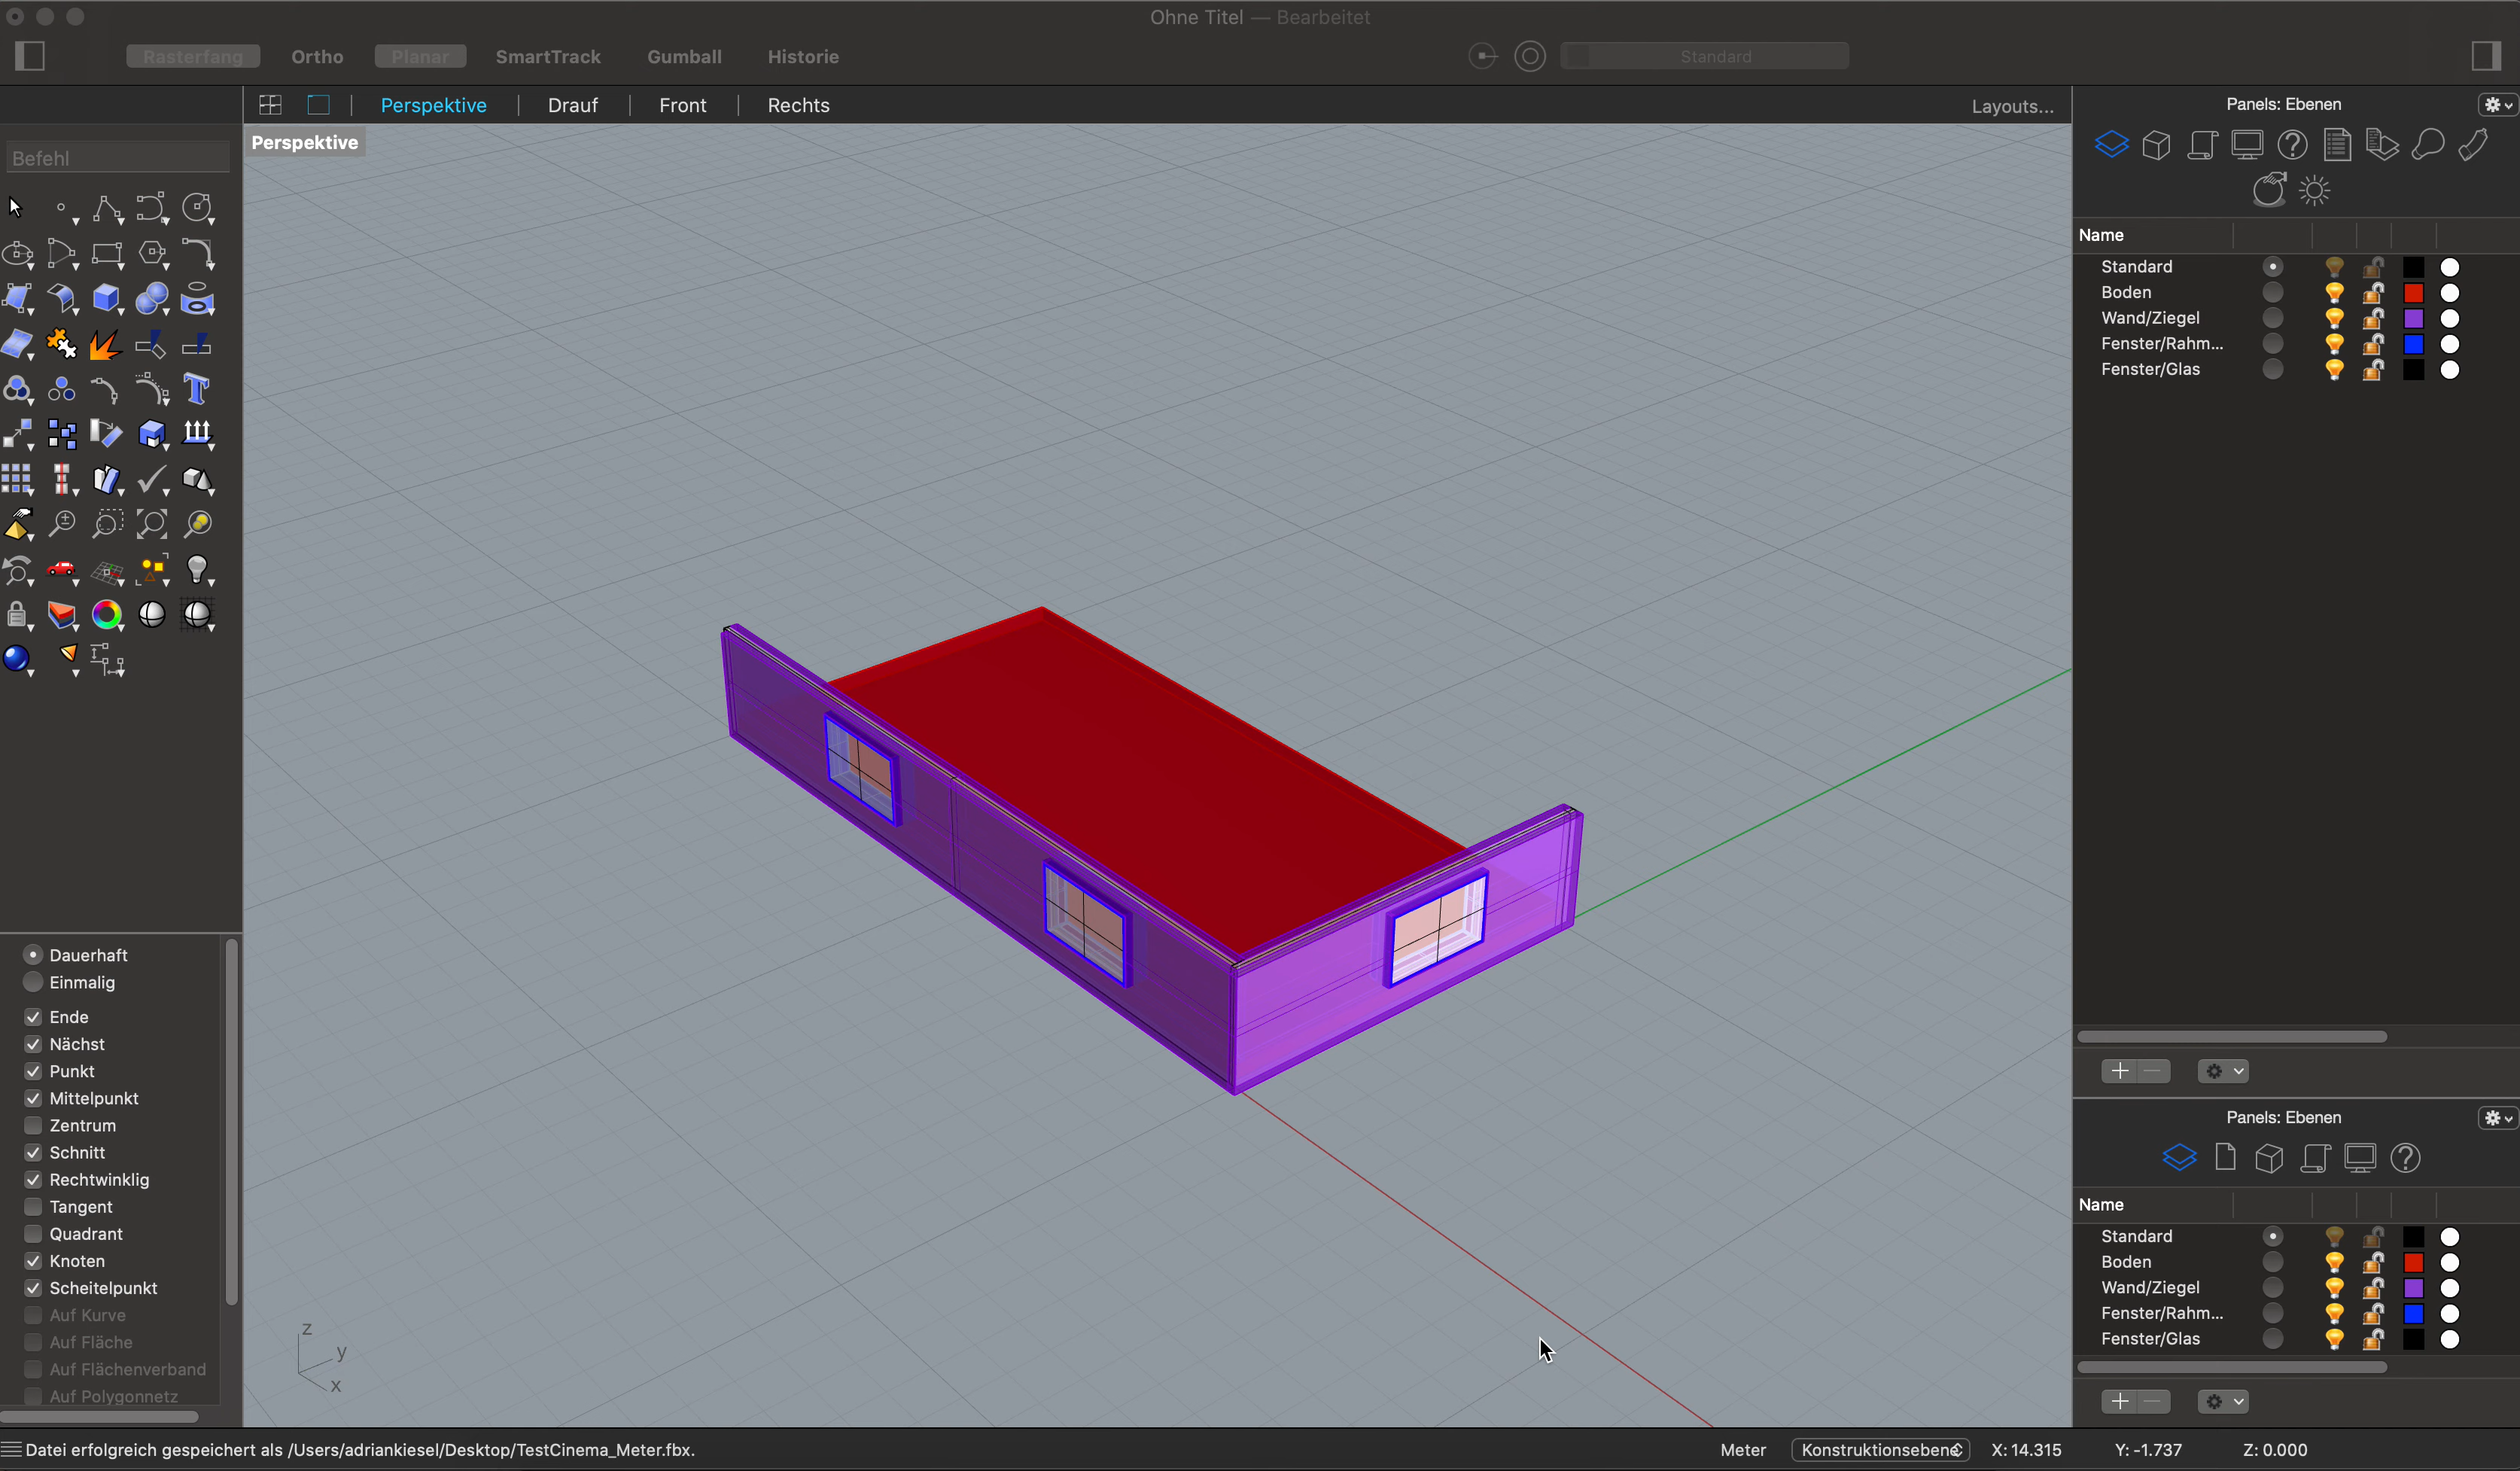 Ohne Titel — Bearbeitet
Rasterfang Ortho Planar SmartTrack Gumball Historie Standard
Perspektive Drauf Front Rechts Layouts...
Perspektive
Befehl
Dauerhaft
Einmalig
Ende
Nächst
Punkt
Mittelpunkt
Zentrum
Schnitt
Rechtwinklig
Tangent
Quadrant
Knoten
Scheitelpunkt
Auf Kurve
Auf Fläche
Auf Flächenverband
Auf Polygonnetz
z
y
x
Panels: Ebenen
Name
Standard
Boden
Wand/Ziegel
Fenster/Rahm...
Fenster/Glas
Panels: Ebenen
Name
Standard
Boden
Wand/Ziegel
Fenster/Rahm...
Fenster/Glas
Datei erfolgreich gespeichert als /Users/adriankiesel/Desktop/TestCinema_Meter.fbx. Meter Konstruktionsebene X: 14.315 Y: -1.737 Z: 0.000